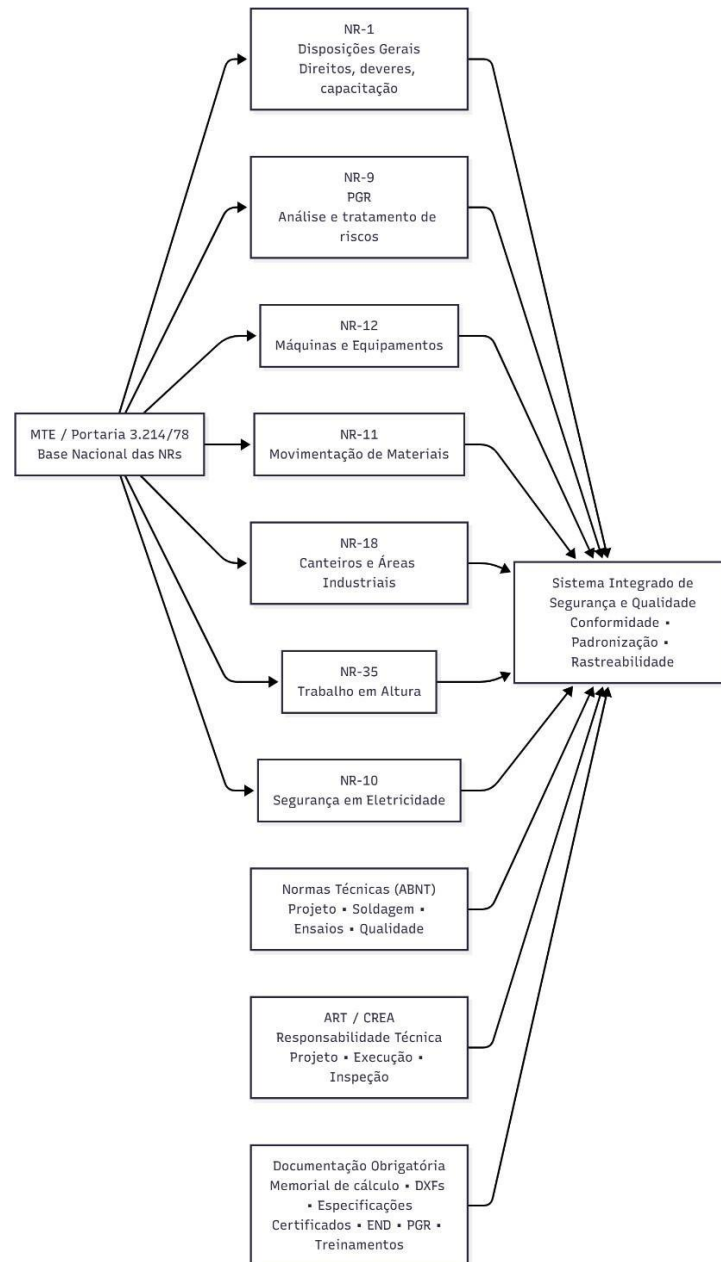 NR-1
Disposições Gerais
Direitos, deveres,
capacitação
NR-9
PGR
Análise e tratamento de
riscos
NR-12
Máquinas e Equipamentos
MTE / Portaria 3.214/78
Base Nacional das NRs
NR-11
Movimentação de Materiais
NR-18
Canteiros e Áreas
Industriais
Sistema Integrado de
Segurança e Qualidade
Conformidade ▪
Padronização ▪
Rastreabilidade
NR-35
Trabalho em Altura
NR-10
Segurança em Eletricidade
Normas Técnicas (ABNT)
Projeto ▪ Soldagem ▪
Ensaios ▪ Qualidade
ART / CREA
Responsabilidade Técnica
Projeto ▪ Execução ▪
Inspeção
Documentação Obrigatória
Memorial de cálculo ▪ DXFs
▪ Especificações
Certificados ▪ END ▪ PGR ▪
Treinamentos